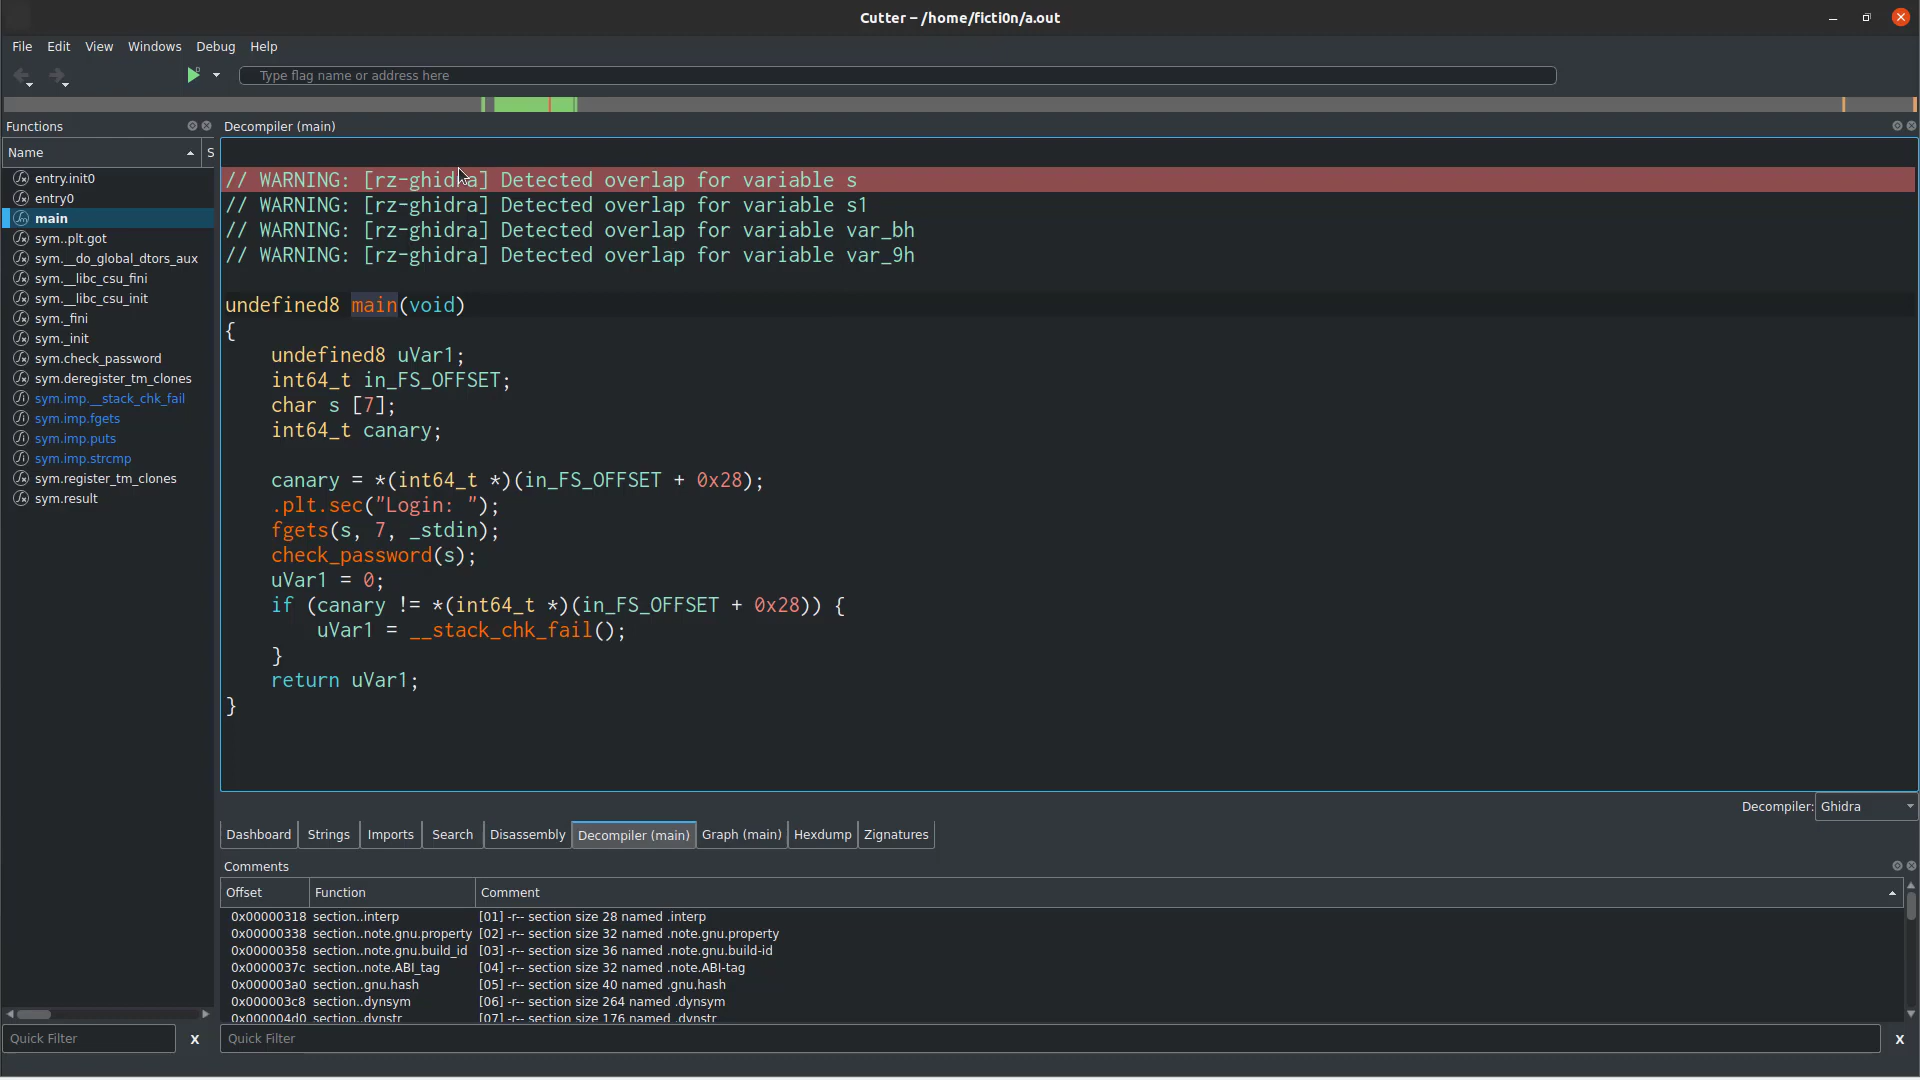 Cutter – /home/ficti0n/a.out
File Edit View Windows Debug Help
Type flag name or address here
Functions
Name S
entry.init0
entry0
main
sym..plt.got
sym.__do_global_dtors_aux
sym.__libc_csu_fini
sym.__libc_csu_init
sym._fini
sym._init
sym.check_password
sym.deregister_tm_clones
sym.imp.__stack_chk_fail
sym.imp.fgets
sym.imp.puts
sym.imp.strcmp
sym.register_tm_clones
sym.result
Quick Filter X
Decompiler (main)
// WARNING: [rz-ghidra] Detected overlap for variable s
// WARNING: [rz-ghidra] Detected overlap for variable s1
// WARNING: [rz-ghidra] Detected overlap for variable var_bh
// WARNING: [rz-ghidra] Detected overlap for variable var_9h
undefined8 main(void)
{
undefined8 uVar1;
int64_t in_FS_OFFSET;
char s [7];
int64_t canary;
canary = *(int64_t *)(in_FS_OFFSET + 0x28);
.plt.sec("Login: ");
fgets(s, 7, _stdin);
check_password(s);
uVar1 = 0;
if (canary != *(int64_t *)(in_FS_OFFSET + 0x28)) {
uVar1 = __stack_chk_fail();
}
return uVar1;
}
Decompiler: Ghidra
Dashboard Strings Imports Search Disassembly Decompiler (main) Graph (main) Hexdump Zignatures
Comments
Offset Function Comment
0x00000318 section..interp [01] -r-- section size 28 named .interp
0x00000338 section..note.gnu.property [02] -r-- section size 32 named .note.gnu.property
0x00000358 section..note.gnu.build_id [03] -r-- section size 36 named .note.gnu.build-id
0x0000037c section..note.ABI_tag [04] -r-- section size 32 named .note.ABI-tag
0x000003a0 section..gnu.hash [05] -r-- section size 40 named .gnu.hash
0x000003c8 section..dynsym [06] -r-- section size 264 named .dynsym
0x000004d0 section..dynstr [07] -r-- section size 176 named .dynstr
Quick Filter X